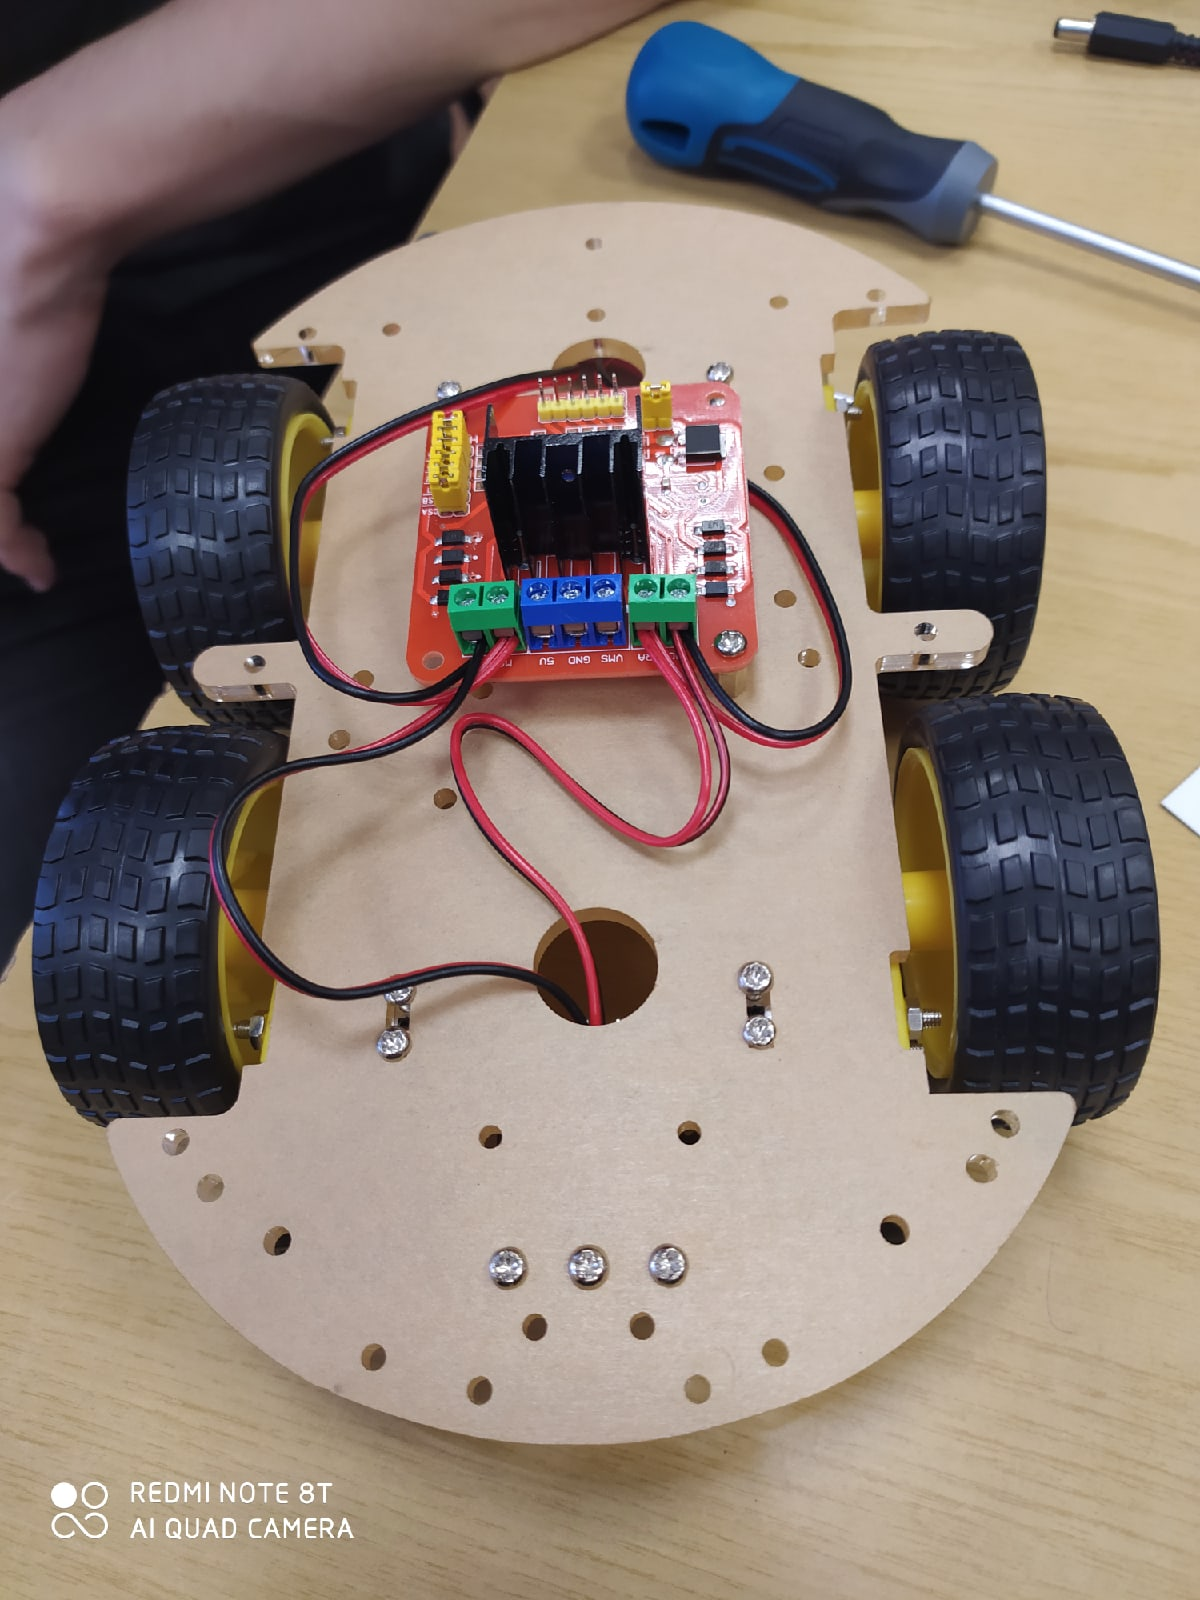 5V GND VMS
REDMI NOTE 8T
AI QUAD CAMERA